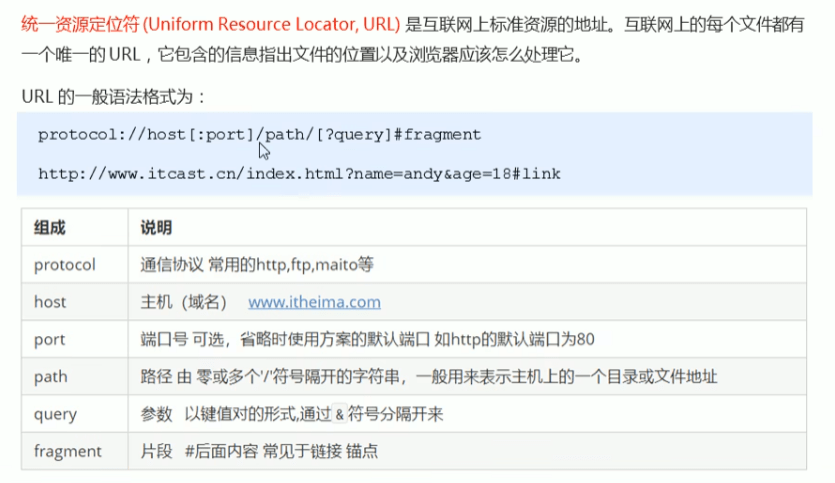 统一资源定位符 (Uniform Resource Locator, URL) 是互联网上标准资源的地址。互联网上的每个文件都有
一个唯一的 URL，它包含的信息指出文件的位置以及浏览器应该怎么处理它。
URL 的一般语法格式为：
protocol://host[:port]/path/[?query]#fragment
http://www.itcast.cn/index.html?name=andy&age=18#link
组成 说明
protocol 通信协议 常用的http,ftp,maito等
host 主机（域名） www.itheima.com
port 端口号 可选，省略时使用方案的默认端口 如http的默认端口为80
path 路径 由 零或多个'/'符号隔开的字符串，一般用来表示主机上的一个目录或文件地址
query 参数 以键值对的形式,通过 & 符号分隔开来
fragment 片段 #后面内容 常见于链接 锚点